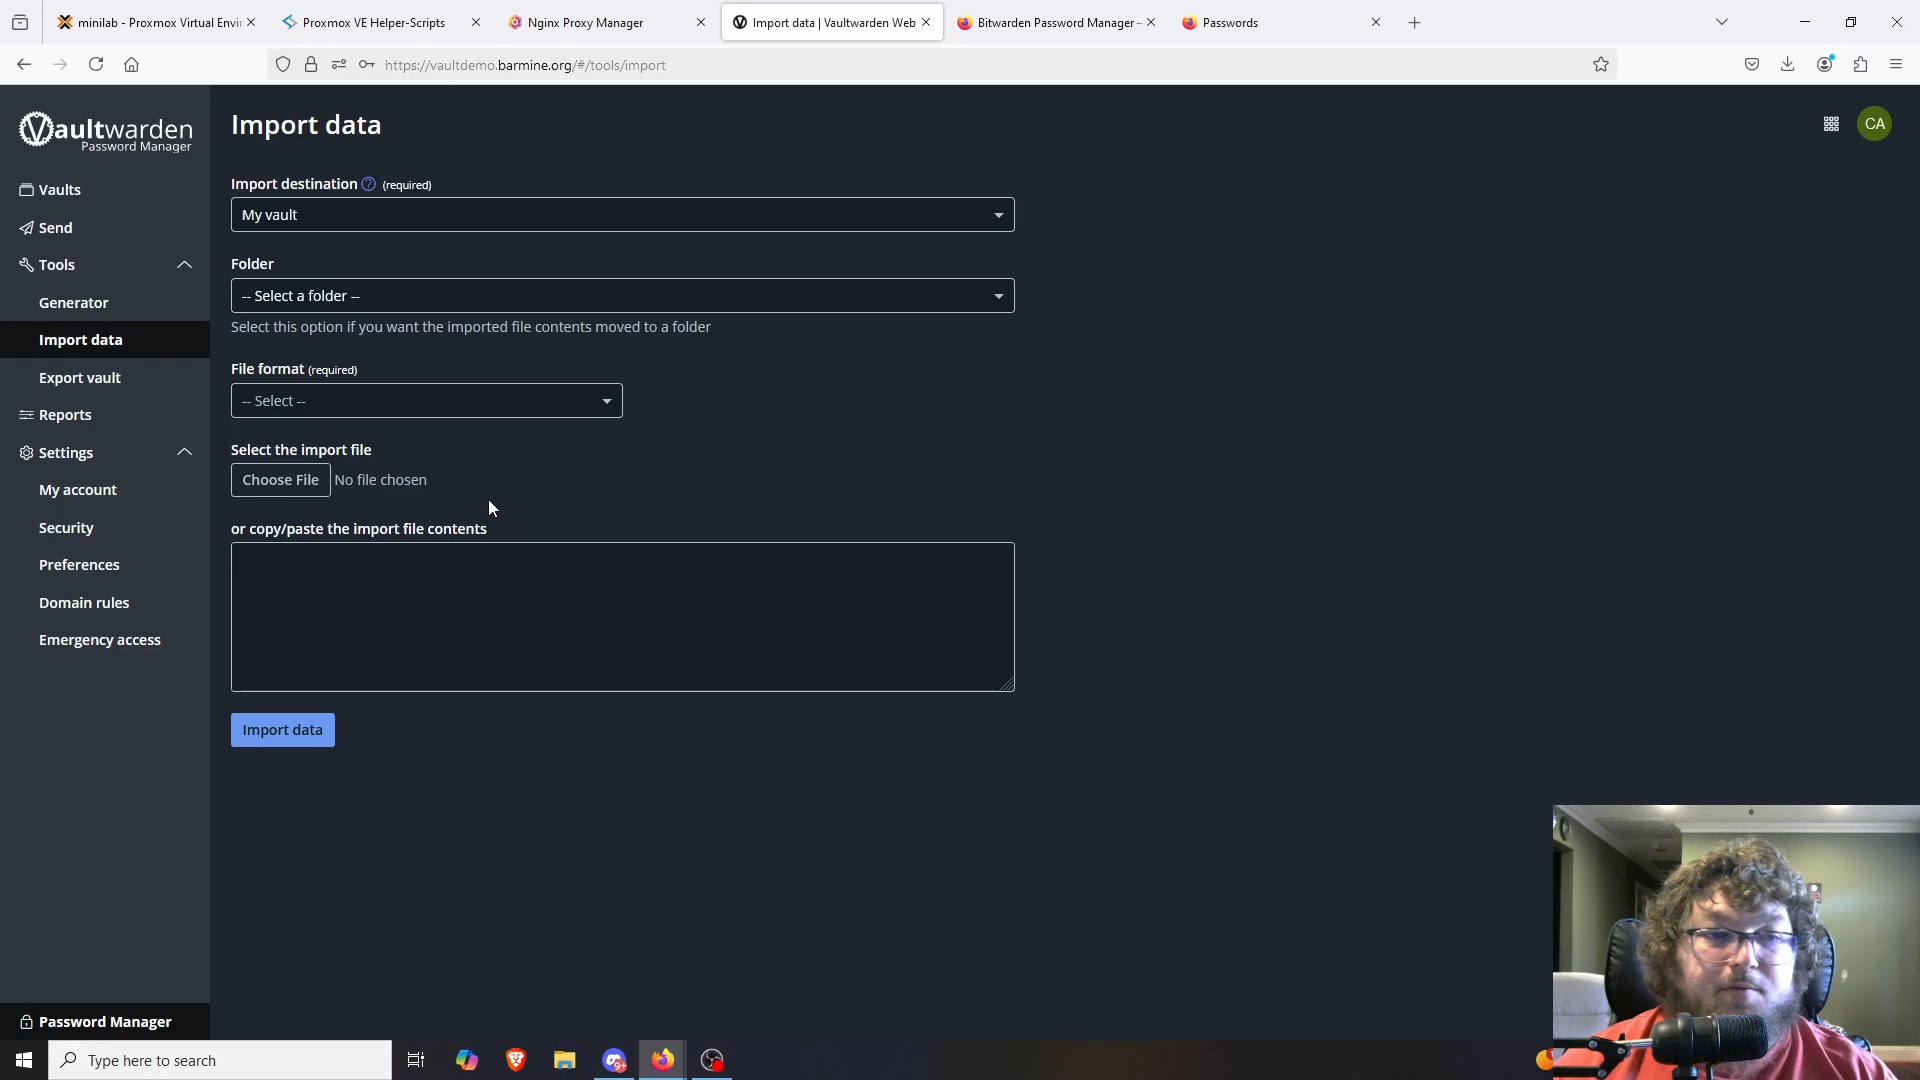 minilab - Proxmox Virtual Envir
Proxmox VE Helper-Scripts
Nginx Proxy Manager
Import data | Vaultwarden Web
Bitwarden Password Manager –
Passwords
https://vaultdemo.barmine.org/#/tools/import
Vaultwarden
Password Manager
Vaults
Send
Tools
Generator
Import data
Export vault
Reports
Settings
My account
Security
Preferences
Domain rules
Emergency access
Password Manager
Import data
CA
Import destination ? (required)
My vault
Folder
-- Select a folder --
Select this option if you want the imported file contents moved to a folder
File format (required)
-- Select --
Select the import file
Choose File No file chosen
or copy/paste the import file contents
Import data
Type here to search
9+